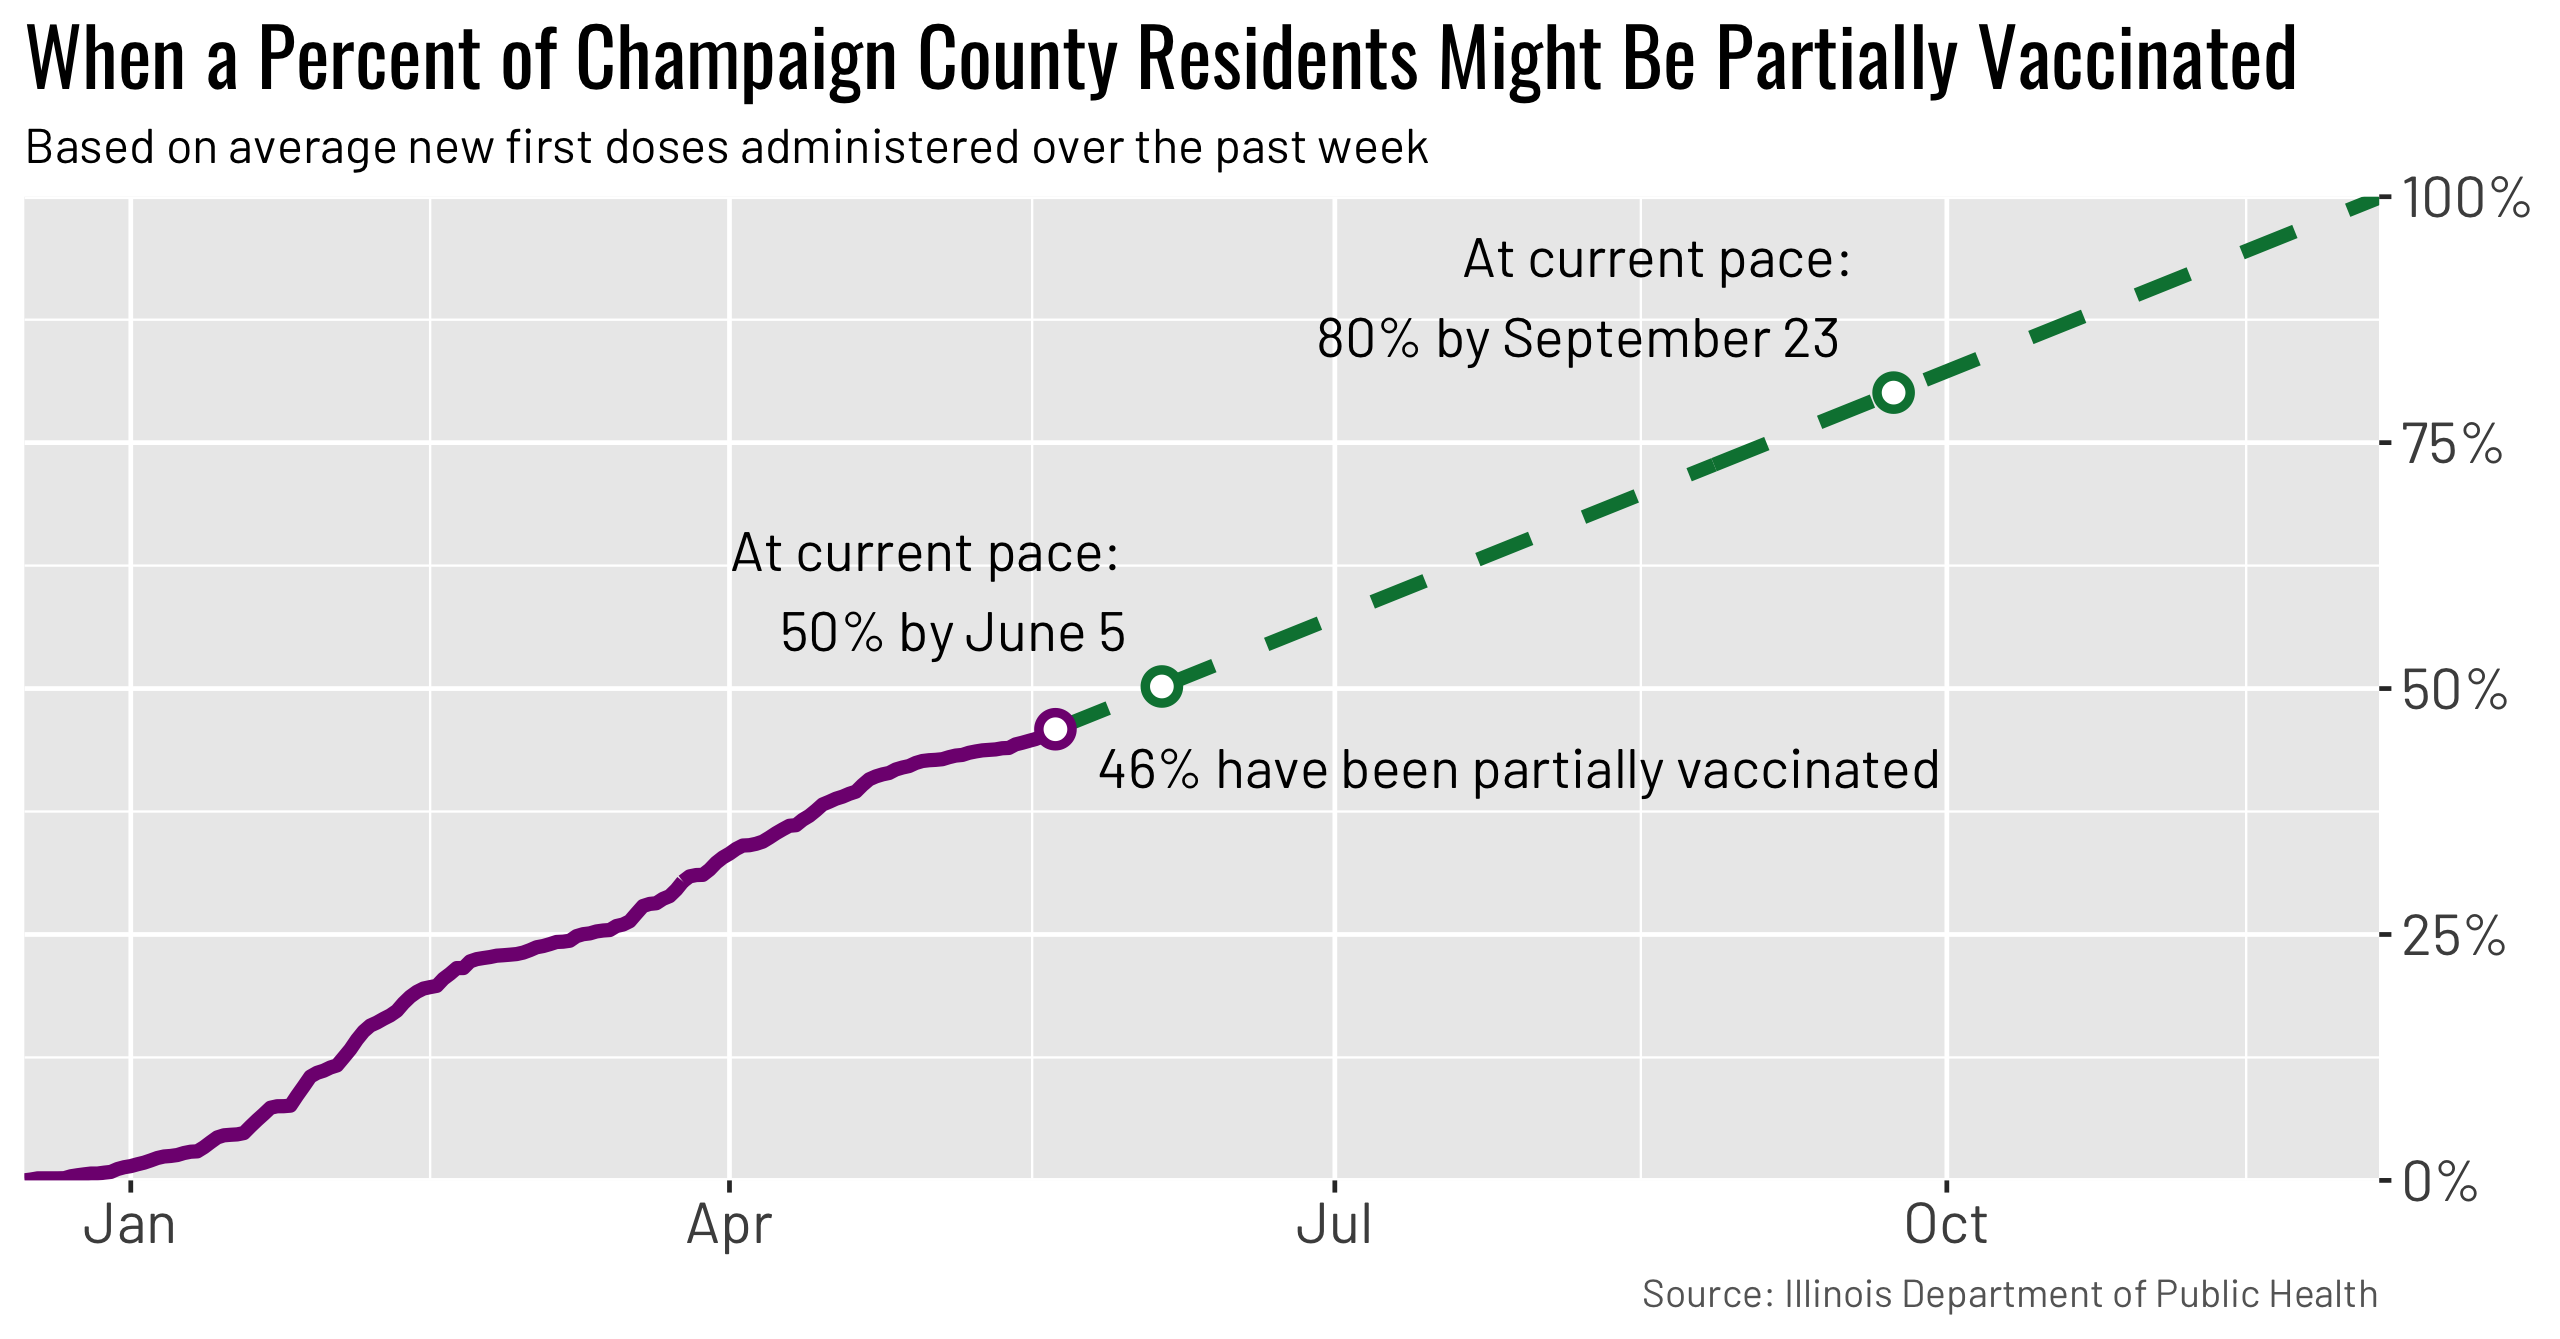 When a Percent of Champaign County Residents Might Be Partially Vaccinated
Based on average new first doses administered over the past week
100%
At current pace:
80% by September 23
75%
At current pace:
50% by June 5
50%
46% have been partially vaccinated
25%
0%
Jan Apr Jul Oct
Source: Illinois Department of Public Health